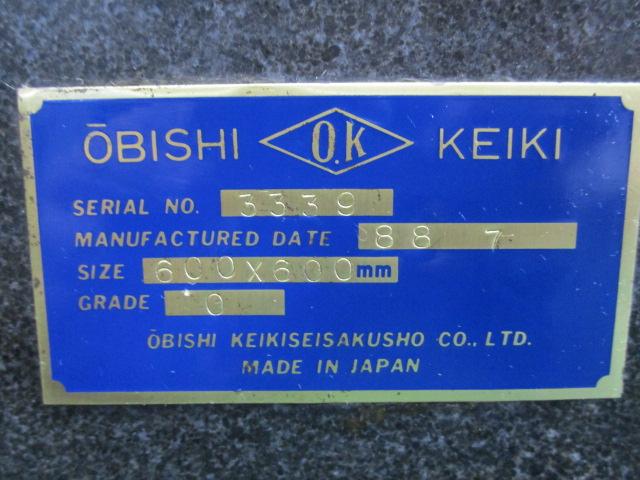 ŌBISHI O.K KEIKI
SERIAL NO. 3339
MANUFACTURED DATE 88 7
SIZE 600X600mm
GRADE 0
ŌBISHI KEIKISEISAKUSHO CO., LTD.
MADE IN JAPAN